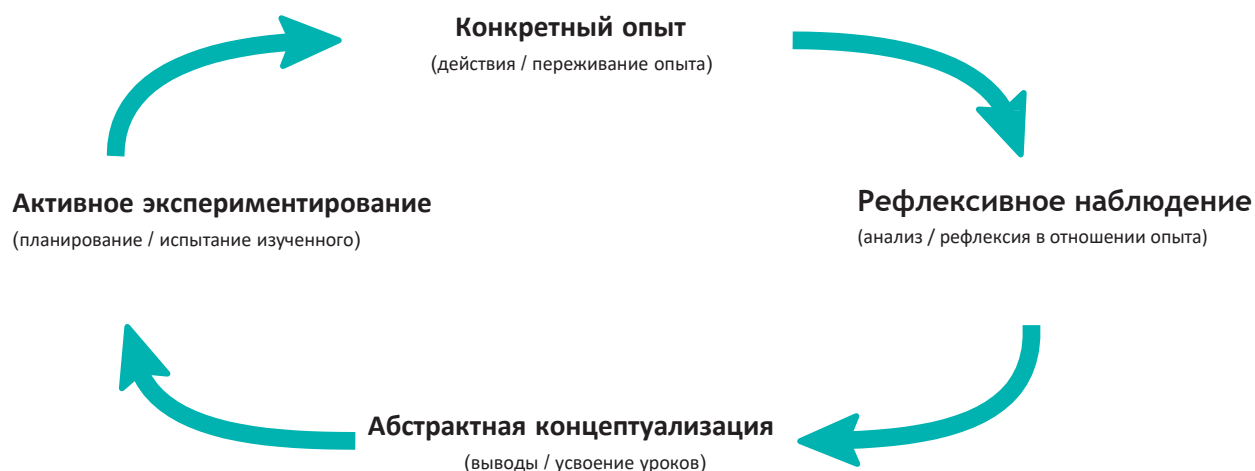 Конкретный опыт
(действия / переживание опыта)
Рефлексивное наблюдение
(анализ / рефлексия в отношении опыта)
Абстрактная концептуализация
(выводы / усвоение уроков)
Активное экспериментирование
(планирование / испытание изученного)